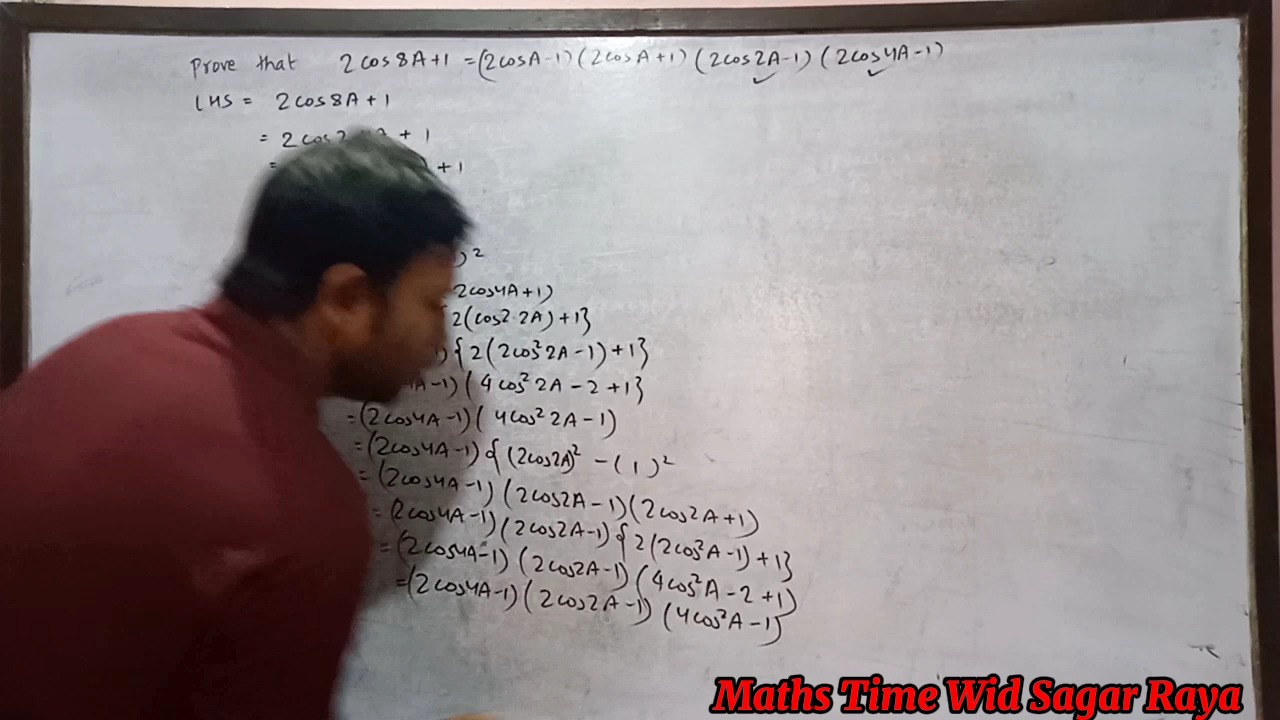 Prove that 2cos8A+1 = (2cosA-1)(2cosA+1)(2cos2A-1)(2cos4A-1)
LHS = 2cos8A+1
= 2cos2 + 1
= +1
)²
2cos4A+1)
{2(cos2·2A)+1}
){2(2cos²2A-1)+1}
A-1)(4cos²2A-2+1}
=(2cos4A-1)(4cos²2A-1)
=(2cos4A-1){(2cos2A)²-(1)²
=(2cos4A-1)(2cos2A-1)(2cos2A+1)
=(2cos4A-1)(2cos2A-1){2(2cos²A-1)+1}
=(2cos4A-1)(2cos2A-1)(4cos²A-2+1)
=(2cos4A-1)(2cos2A-1)(4cos²A-1)
Maths Time Wid Sagar Raya